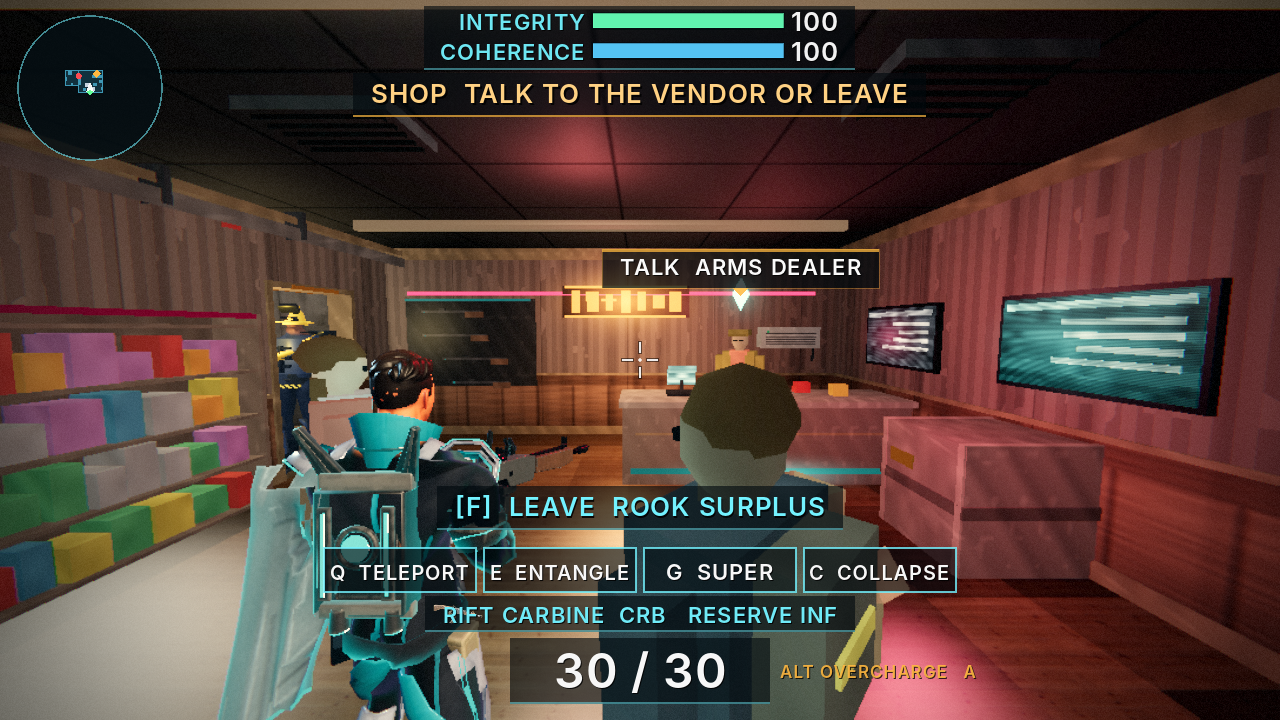 INTEGRITY 100
COHERENCE 100
SHOP TALK TO THE VENDOR OR LEAVE
TALK ARMS DEALER
[F] LEAVE ROOK SURPLUS
Q TELEPORT E ENTANGLE G SUPER C COLLAPSE
RIFT CARBINE CRB RESERVE INF
30 / 30
ALT OVERCHARGE A